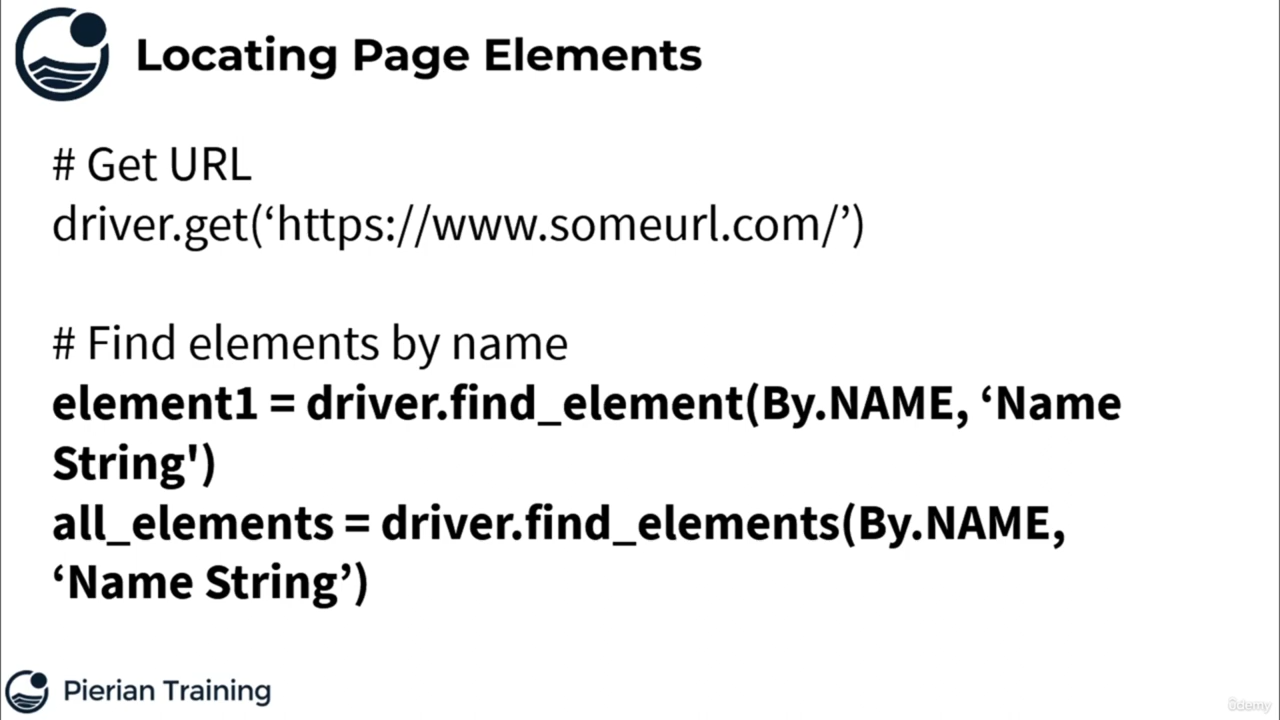 Locating Page Elements
# Get URL
driver.get(‘https://www.someurl.com/’)
# Find elements by name
element1 = driver.find_element(By.NAME, ‘Name
String')
all_elements = driver.find_elements(By.NAME,
‘Name String’)
Pierian Training
ûdemy